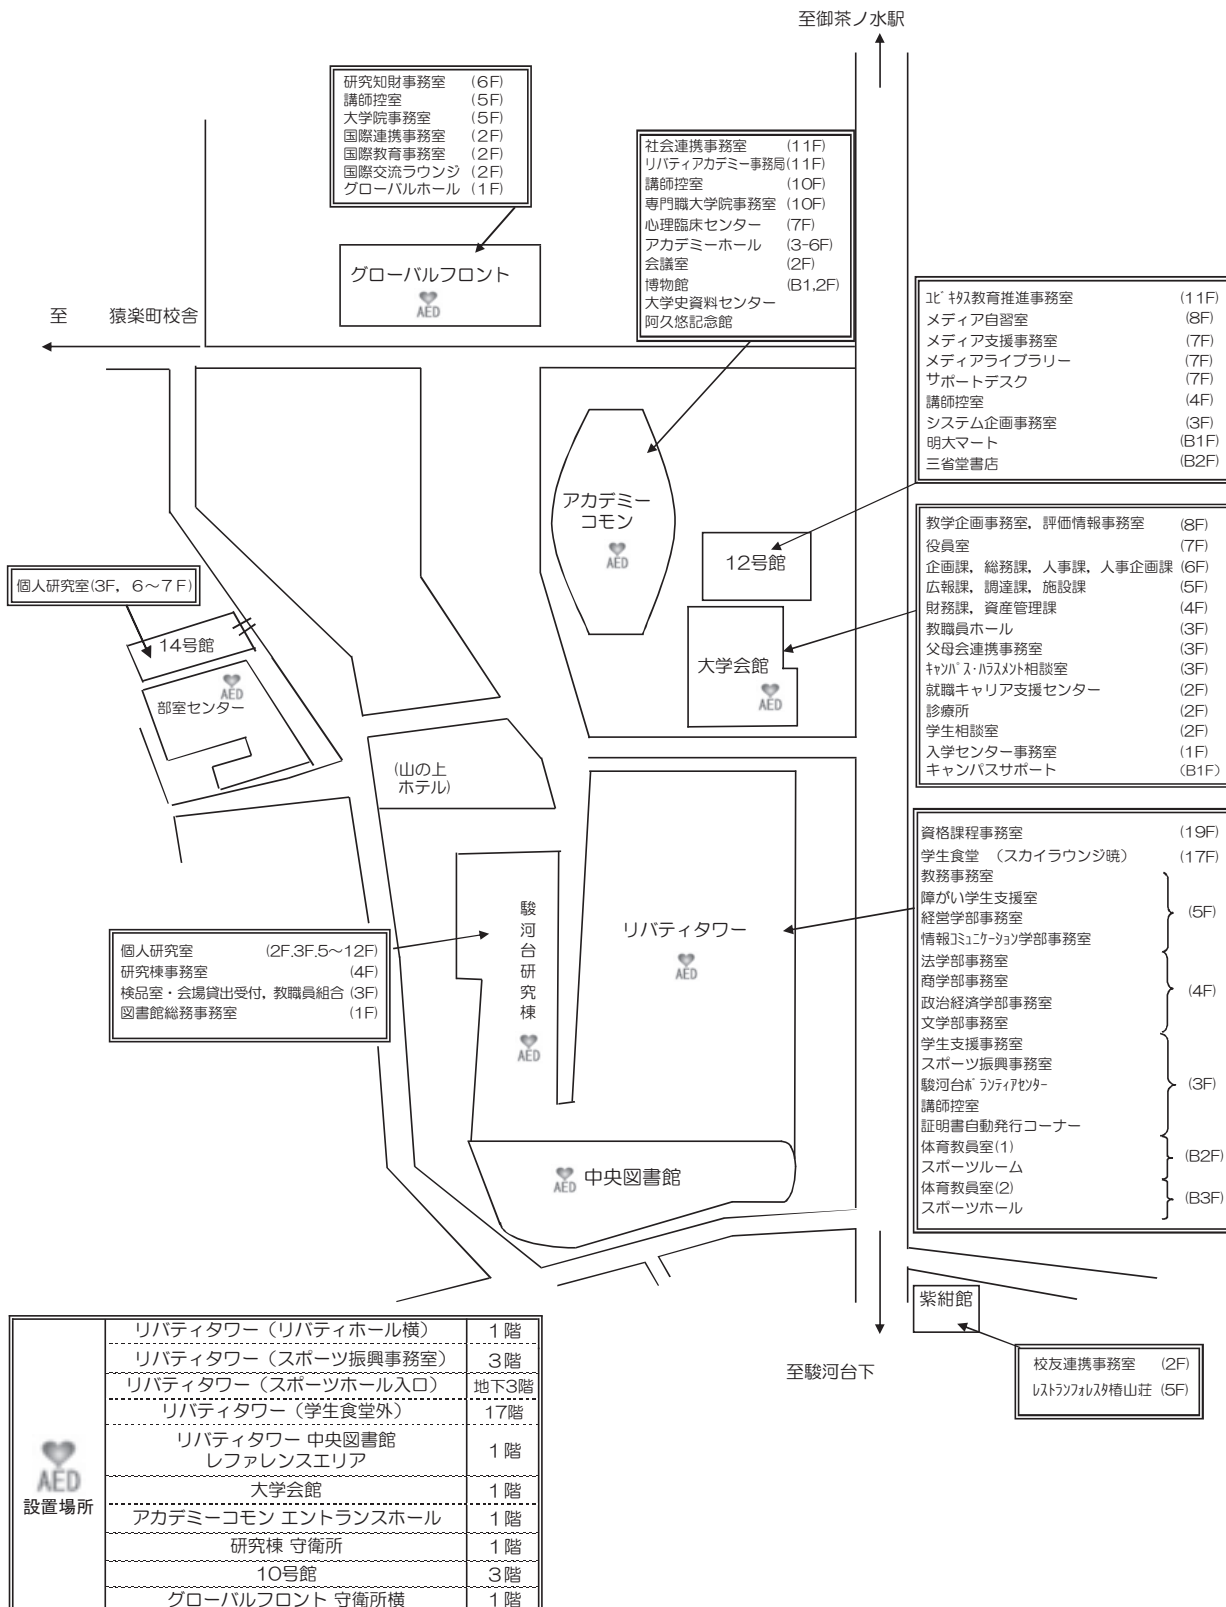 至御茶ノ水駅
研究知財事務室 (6F)
講師控室 (5F)
大学院事務室 (5F)
国際連携事務室 (2F)
国際教育事務室 (2F)
国際交流ラウンジ (2F)
グローバルホール (1F)
社会連携事務室 (11F)
リバティアカデミー事務局(11F)
講師控室 (10F)
専門職大学院事務室 (10F)
心理臨床センター (7F)
アカデミーホール (3-6F)
会議室 (2F)
博物館 (B1,2F)
大学史資料センター
阿久悠記念館
グローバルフロント
AED
至 猿楽町校舎
ユビキタス教育推進事務室 (11F)
メディア自習室 (8F)
メディア支援事務室 (7F)
メディアライブラリー (7F)
サポートデスク (7F)
講師控室 (4F)
システム企画事務室 (3F)
明大マート (B1F)
三省堂書店 (B2F)
アカデミー
コモン
AED
12号館
教学企画事務室，評価情報事務室 (8F)
役員室 (7F)
企画課，総務課，人事課，人事企画課 (6F)
広報課，調達課，施設課 (5F)
財務課，資産管理課 (4F)
教職員ホール (3F)
父母会連携事務室 (3F)
キャンパス・ハラスメント相談室 (3F)
就職キャリア支援センター (2F)
診療所 (2F)
学生相談室 (2F)
入学センター事務室 (1F)
キャンパスサポート (B1F)
個人研究室(3F，6～7F)
14号館
AED
部室センター
大学会館
AED
(山の上
ホテル)
資格課程事務室 (19F)
学生食堂 （スカイラウンジ暁） (17F)
教務事務室
障がい学生支援室
経営学部事務室 (5F)
情報コミュニケーション学部事務室
法学部事務室
商学部事務室
政治経済学部事務室 (4F)
文学部事務室
学生支援事務室
スポーツ振興事務室
駿河台ボランティアセンター (3F)
講師控室
証明書自動発行コーナー
体育教員室(1)
スポーツルーム (B2F)
体育教員室(2)
スポーツホール (B3F)
駿河台研究棟
AED
リバティタワー
AED
個人研究室 (2F.3F.5～12F)
研究棟事務室 (4F)
検品室・会場貸出受付，教職員組合 (3F)
図書館総務事務室 (1F)
AED 中央図書館
紫紺館
校友連携事務室 (2F)
レストランフォレスタ椿山荘 (5F)
至駿河台下
AED
設置場所
リバティタワー（リバティホール横） 1階
リバティタワー（スポーツ振興事務室） 3階
リバティタワー（スポーツホール入口） 地下3階
リバティタワー（学生食堂外） 17階
リバティタワー 中央図書館
レファレンスエリア 1階
大学会館 1階
アカデミーコモン エントランスホール 1階
研究棟 守衛所 1階
10号館 3階
グローバルフロント 守衛所横 1階